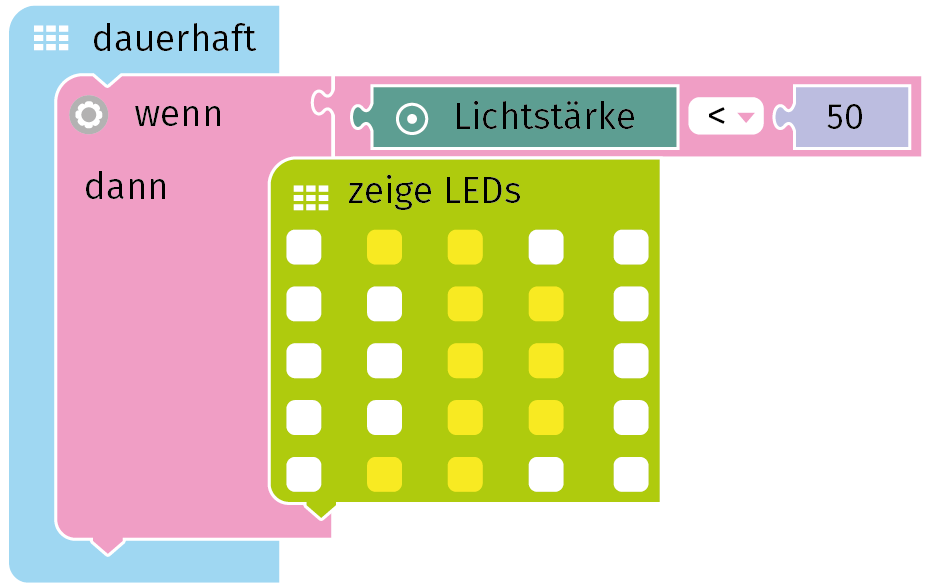 dauerhaft
wenn Lichtstärke < 50
dann
zeige LEDs